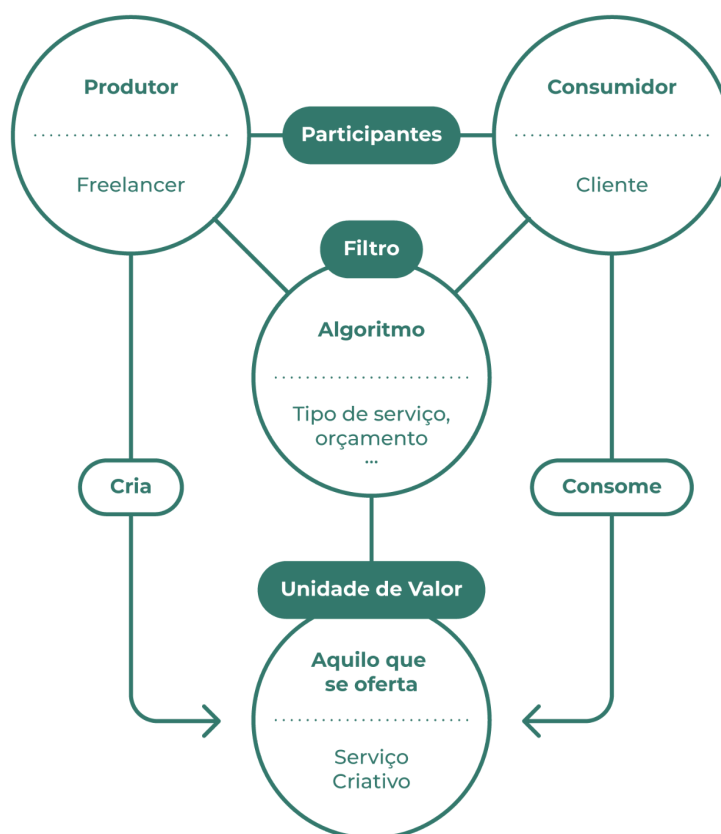 Produtor
Freelancer
Participantes
Consumidor
Cliente
Filtro
Algoritmo
Tipo de serviço,
orçamento
...
Cria
Consome
Unidade de Valor
Aquilo que
se oferta
Serviço
Criativo